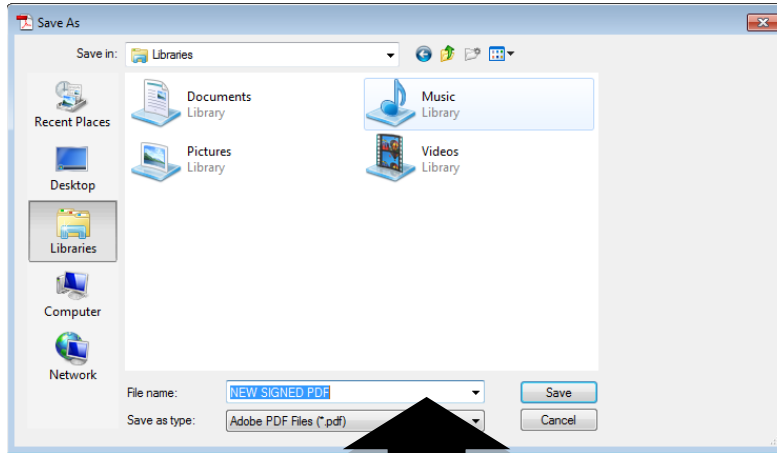 Save As
Save in: Libraries
Recent Places
Desktop
Libraries
Computer
Network
Documents
Library
Music
Library
Pictures
Library
Videos
Library
File name: NEW SIGNED PDF Save
Save as type: Adobe PDF Files (*.pdf) Cancel